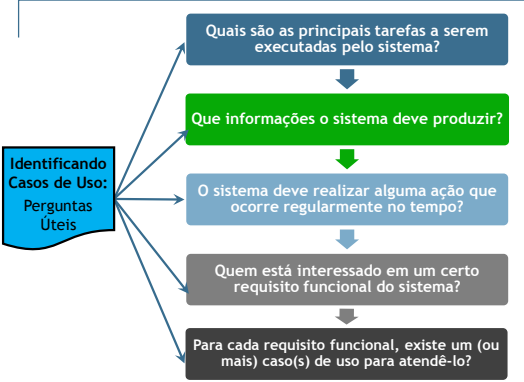 Quais são as principais tarefas a serem
executadas pelo sistema?
Que informações o sistema deve produzir?
Identificando
Casos de Uso:
Perguntas
Úteis
O sistema deve realizar alguma ação que
ocorre regularmente no tempo?
Quem está interessado em um certo
requisito funcional do sistema?
Para cada requisito funcional, existe um (ou
mais) caso(s) de uso para atendê-lo?